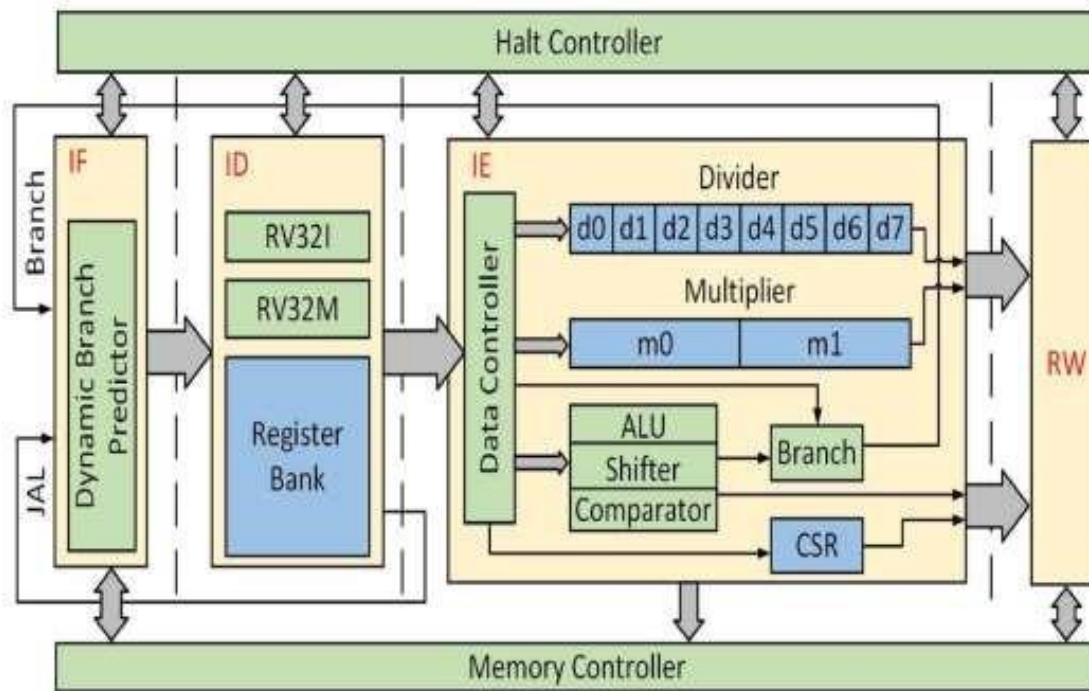 Halt Controller
Branch
JAL
IF
Dynamic Branch
Predictor
ID
RV32I
RV32M
Register
Bank
IE
Data Controller
Divider
d0 d1 d2 d3 d4 d5 d6 d7
Multiplier
m0 m1
ALU
Shifter
Comparator
Branch
CSR
RW
Memory Controller